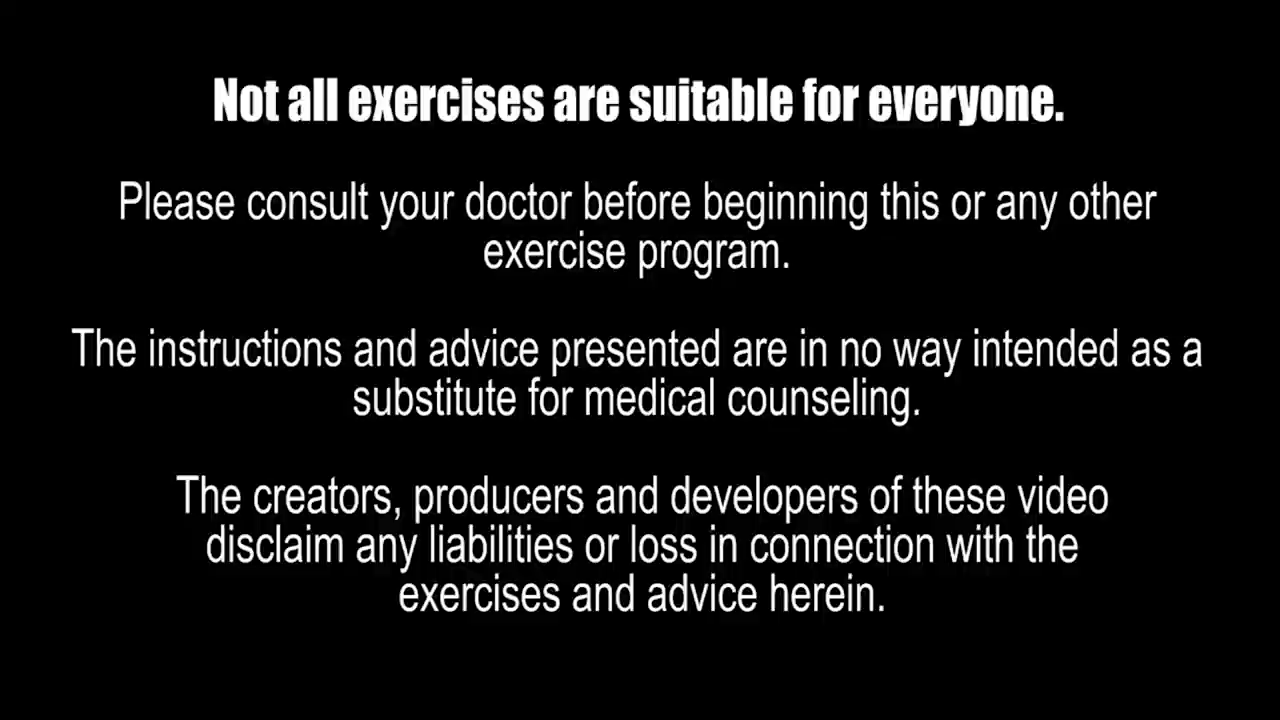 Not all exercises are suitable for everyone.
Please consult your doctor before beginning this or any other
exercise program.
The instructions and advice presented are in no way intended as a
substitute for medical counseling.
The creators, producers and developers of these video
disclaim any liabilities or loss in connection with the
exercises and advice herein.